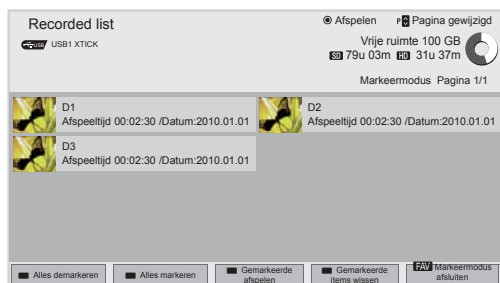 Recorded list
Afspelen P Pagina gewijzigd
USB USB1 XTICK
Vrije ruimte 100 GB
SD 79u 03m HD 31u 37m
Markeermodus Pagina 1/1
D1
Afspeeltijd 00:02:30 /Datum:2010.01.01
D2
Afspeeltijd 00:02:30 /Datum:2010.01.01
D3
Afspeeltijd 00:02:30 /Datum:2010.01.01
Alles demarkeren
Alles markeren
Gemarkeerde
afspelen
Gemarkeerde
items wissen
FAV Markeermodus
afsluiten